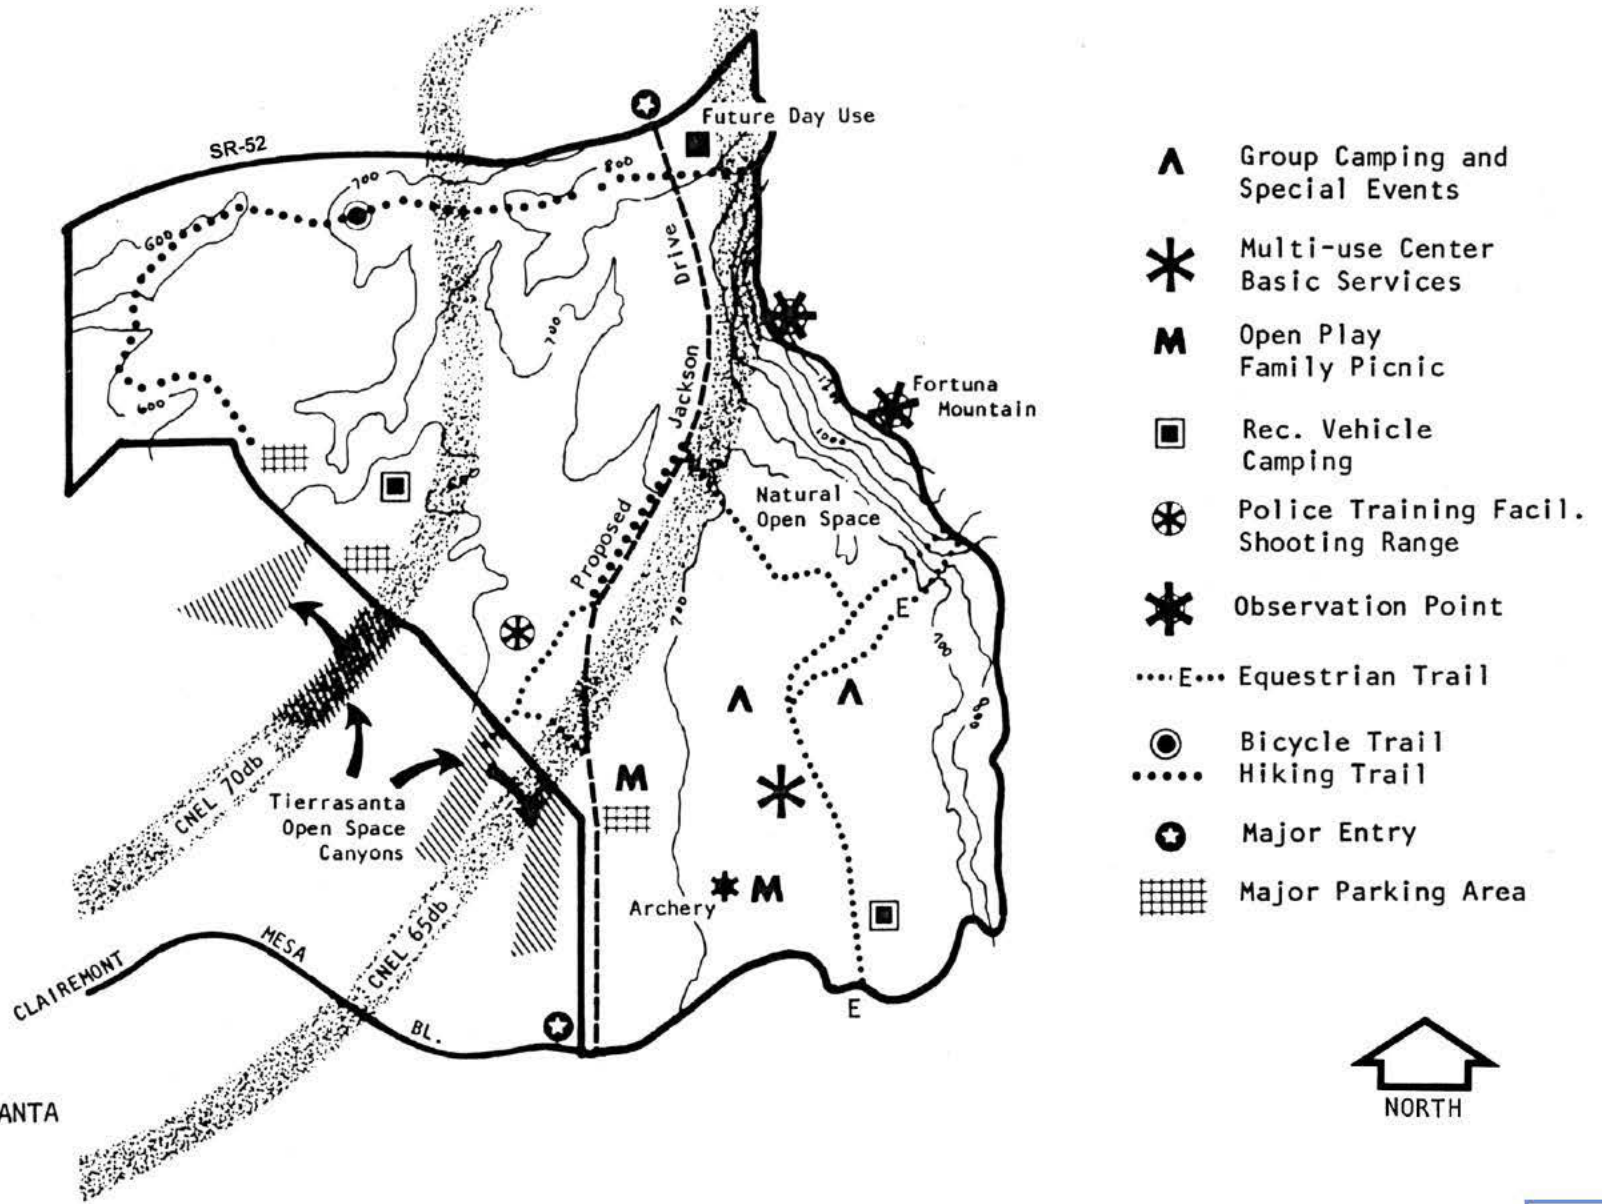 SR-52
Future Day Use
800
700
600
Drive
700
600
Jackson
Fortuna
Mountain
1000
Natural
Open Space
Proposed
700
E
800
CNEL 70db
Tierrasanta
Open Space
Canyons
CNEL 65db
Archery
CLAIREMONT
MESA
BL.
E
ANTA
Group Camping and
Special Events
Multi-use Center
Basic Services
Open Play
Family Picnic
Rec. Vehicle
Camping
Police Training Facil.
Shooting Range
Observation Point
E
Equestrian Trail
Bicycle Trail
Hiking Trail
Major Entry
Major Parking Area
NORTH